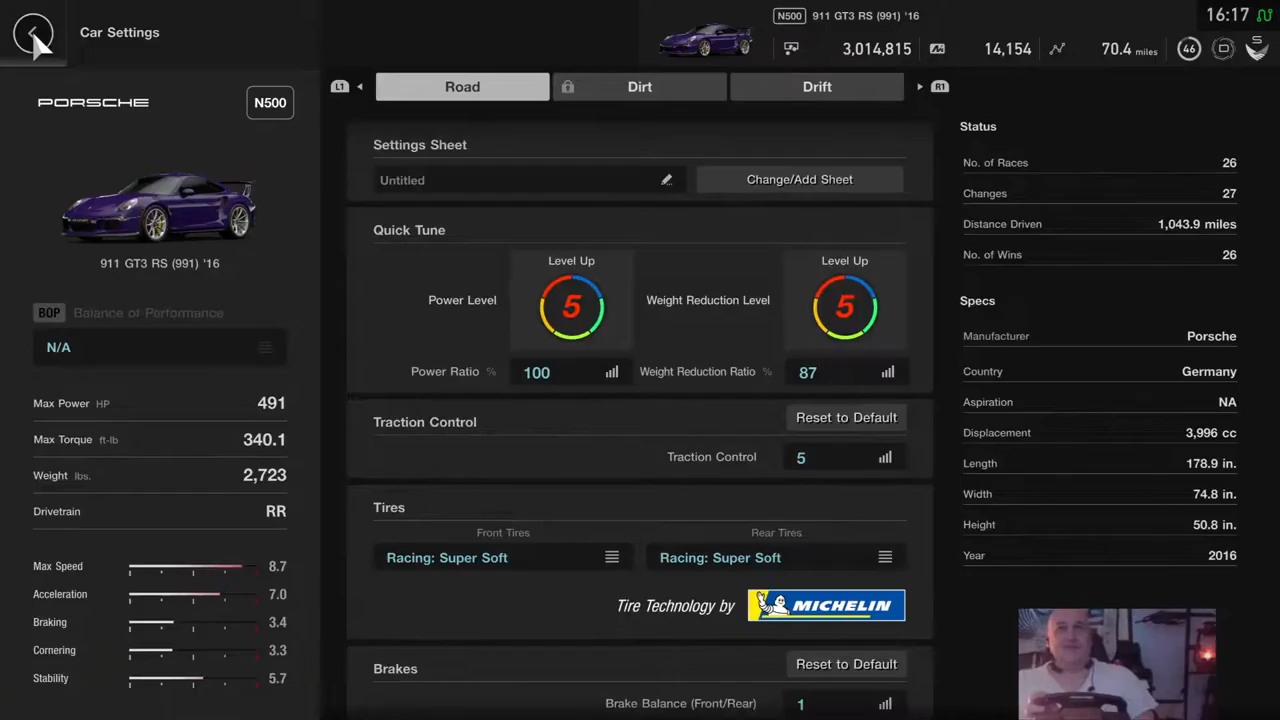 Car Settings
N500 911 GT3 RS (991) '16
16:17
3,014,815 14,154 70.4 miles 46 S
PORSCHE N500
911 GT3 RS (991) '16
BOP Balance of Performance
N/A
Max Power HP 491
Max Torque ft-lb 340.1
Weight lbs. 2,723
Drivetrain RR
Max Speed 8.7
Acceleration 7.0
Braking 3.4
Cornering 3.3
Stability 5.7
L1 Road Dirt Drift R1
Settings Sheet
Untitled Change/Add Sheet
Quick Tune
Level Up Level Up
Power Level 5 Weight Reduction Level 5
Power Ratio % 100 Weight Reduction Ratio % 87
Traction Control Reset to Default
Traction Control 5
Tires
Front Tires Rear Tires
Racing: Super Soft Racing: Super Soft
Tire Technology by MICHELIN
Brakes Reset to Default
Brake Balance (Front/Rear) 1
Status
No. of Races 26
Changes 27
Distance Driven 1,043.9 miles
No. of Wins 26
Specs
Manufacturer Porsche
Country Germany
Aspiration NA
Displacement 3,996 cc
Length 178.9 in.
Width 74.8 in.
Height 50.8 in.
Year 2016